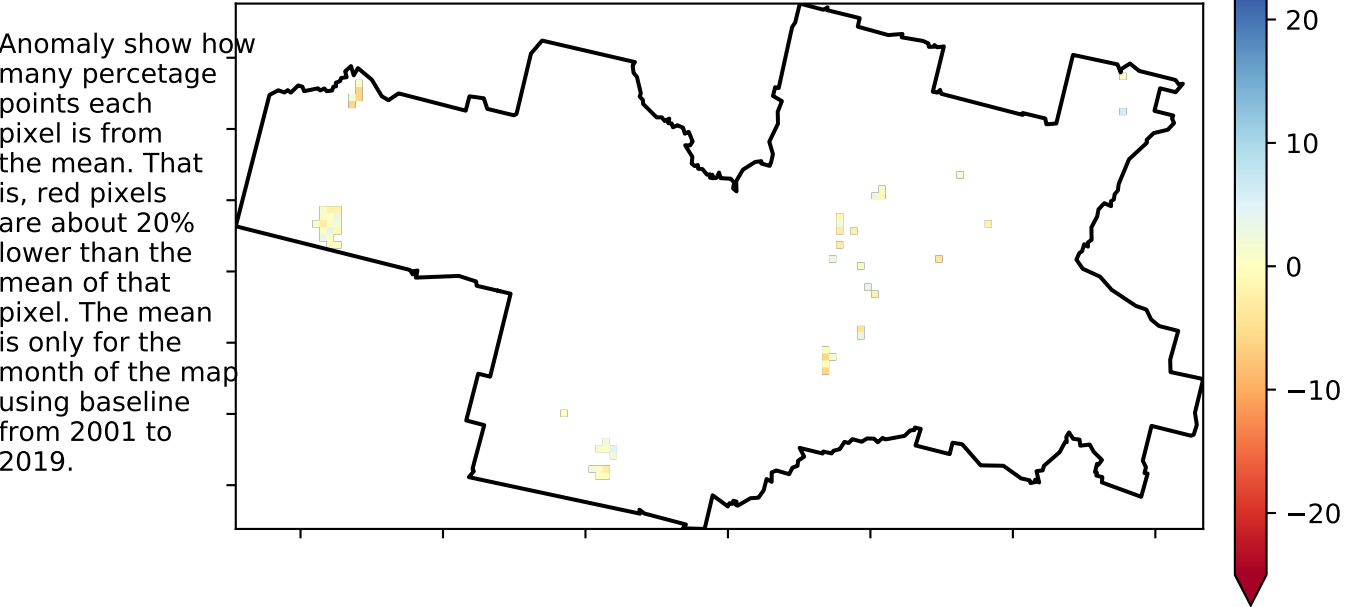 Anomaly show how
many percetage
points each
pixel is from
the mean. That
is, red pixels
are about 20%
lower than the
mean of that
pixel. The mean
is only for the
month of the map
using baseline
from 2001 to
2019.
20
10
0
−10
−20